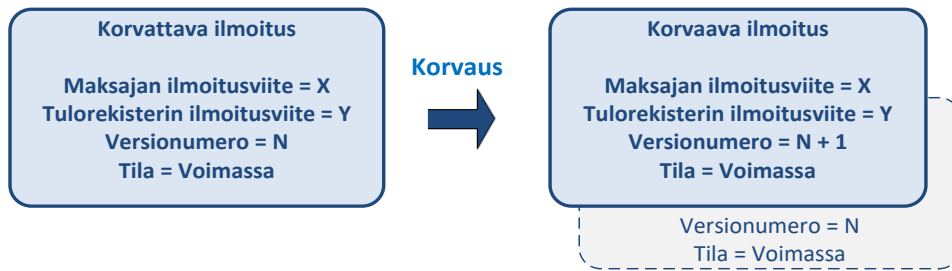 Korvattava ilmoitus
Maksajan ilmoitusviite = X
Tulorekisterin ilmoitusviite = Y
Versionumero = N
Tila = Voimassa
Korvaus
Korvaava ilmoitus
Maksajan ilmoitusviite = X
Tulorekisterin ilmoitusviite = Y
Versionumero = N + 1
Tila = Voimassa
Versionumero = N
Tila = Voimassa